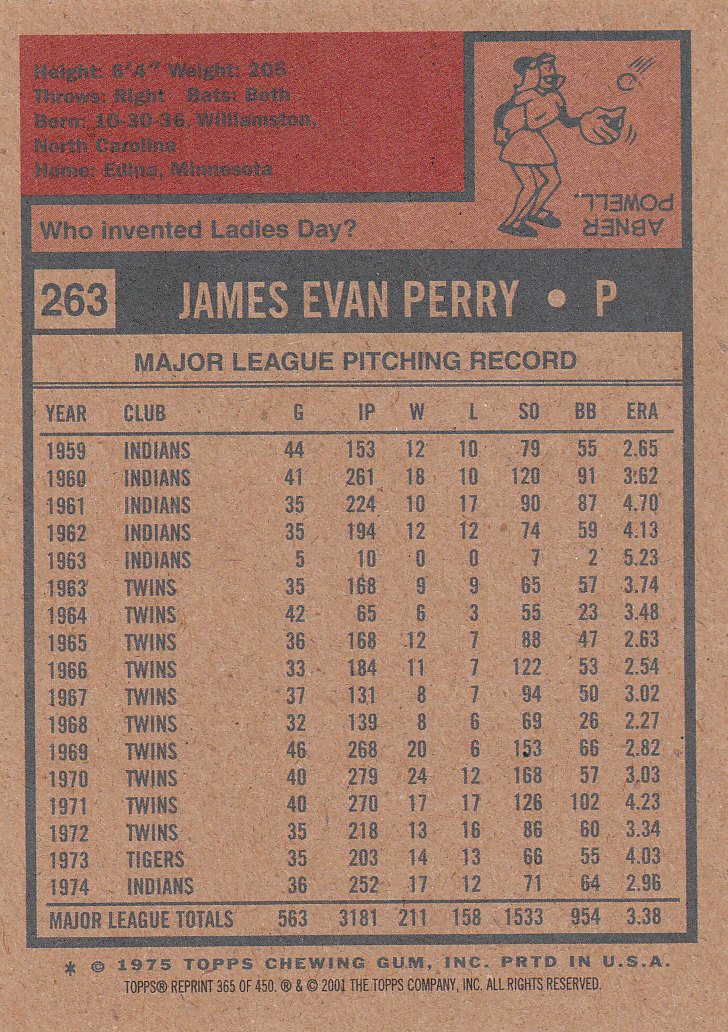 Height: 6'4" Weight: 205
Throws: Right Bats: Both
Born: 10-30-36, Williamston,
North Carolina
Home: Edina, Minnesota
Who invented Ladies Day?
ABNER
POWELL.
263 JAMES EVAN PERRY • P
MAJOR LEAGUE PITCHING RECORD
YEAR CLUB G IP W L SO BB ERA
1959 INDIANS 44 153 12 10 79 55 2.65
1960 INDIANS 41 261 18 10 120 91 3.62
1961 INDIANS 35 224 10 17 90 87 4.70
1962 INDIANS 35 194 12 12 74 59 4.13
1963 INDIANS 5 10 0 0 7 2 5.23
1963 TWINS 35 168 9 9 65 57 3.74
1964 TWINS 42 65 6 3 55 23 3.48
1965 TWINS 36 168 12 7 88 47 2.63
1966 TWINS 33 184 11 7 122 53 2.54
1967 TWINS 37 131 8 7 94 50 3.02
1968 TWINS 32 139 8 6 69 26 2.27
1969 TWINS 46 268 20 6 153 66 2.82
1970 TWINS 40 279 24 12 168 57 3.03
1971 TWINS 40 270 17 17 126 102 4.23
1972 TWINS 35 218 13 16 86 60 3.34
1973 TIGERS 35 203 14 13 66 55 4.03
1974 INDIANS 36 252 17 12 71 64 2.96
MAJOR LEAGUE TOTALS 563 3181 211 158 1533 954 3.38
* © 1975 TOPPS CHEWING GUM, INC. PRTD IN U.S.A.
TOPPS® REPRINT 365 OF 450. ® & © 2001 THE TOPPS COMPANY, INC. ALL RIGHTS RESERVED.